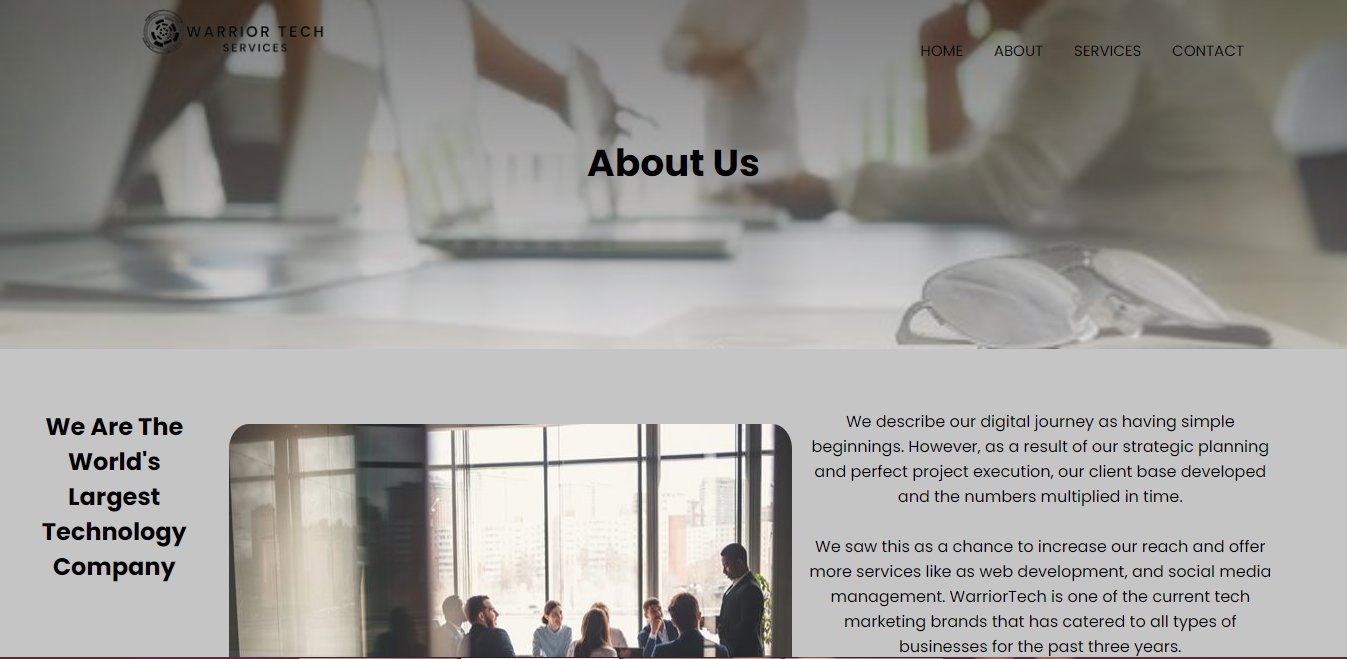 WARRIOR TECH
SERVICES
HOME ABOUT SERVICES CONTACT
About Us
We Are The
World's
Largest
Technology
Company
We describe our digital journey as having simple
beginnings. However, as a result of our strategic planning
and perfect project execution, our client base developed
and the numbers multiplied in time.
We saw this as a chance to increase our reach and offer
more services like as web development, and social media
management. WarriorTech is one of the current tech
marketing brands that has catered to all types of
businesses for the past three years.